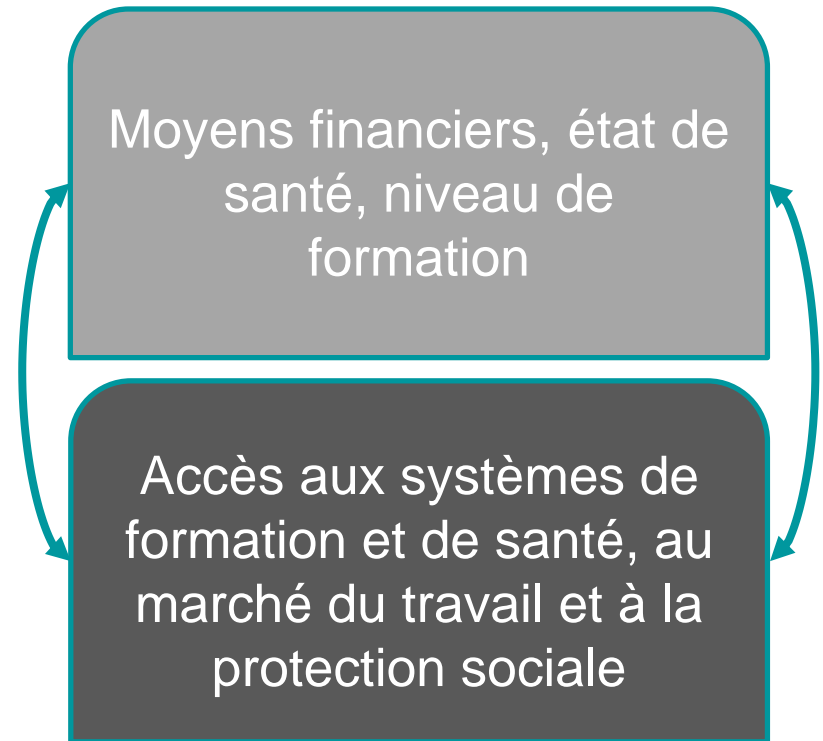 Moyens financiers, état de
santé, niveau de
formation
Accès aux systèmes de
formation et de santé, au
marché du travail et à la
protection sociale